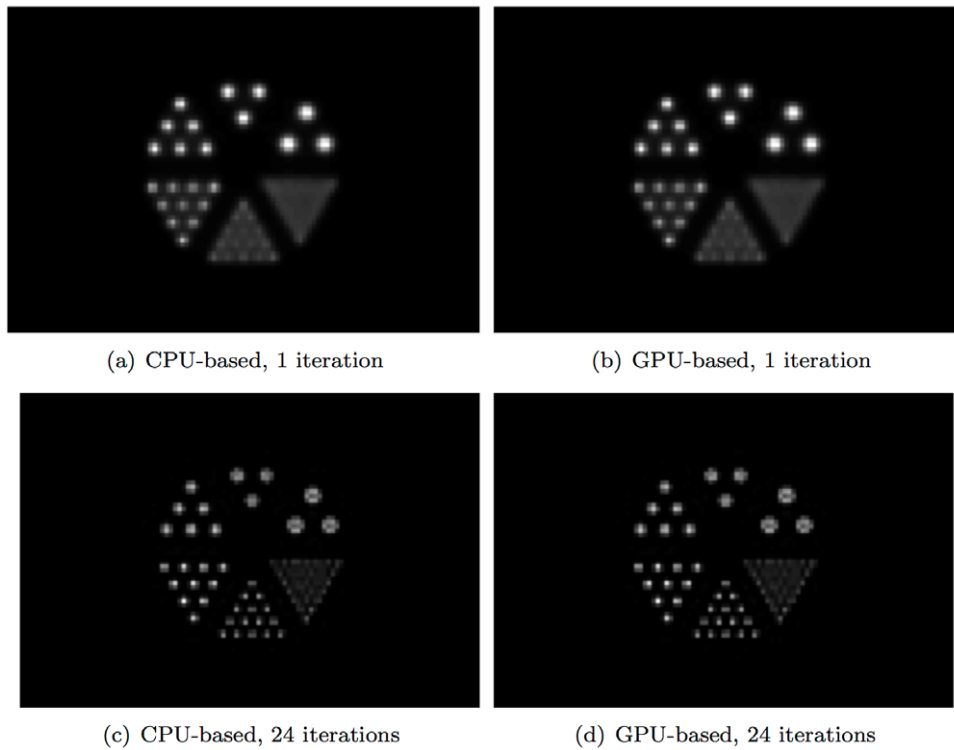 (a) CPU-based, 1 iteration
(b) GPU-based, 1 iteration
(c) CPU-based, 24 iterations
(d) GPU-based, 24 iterations